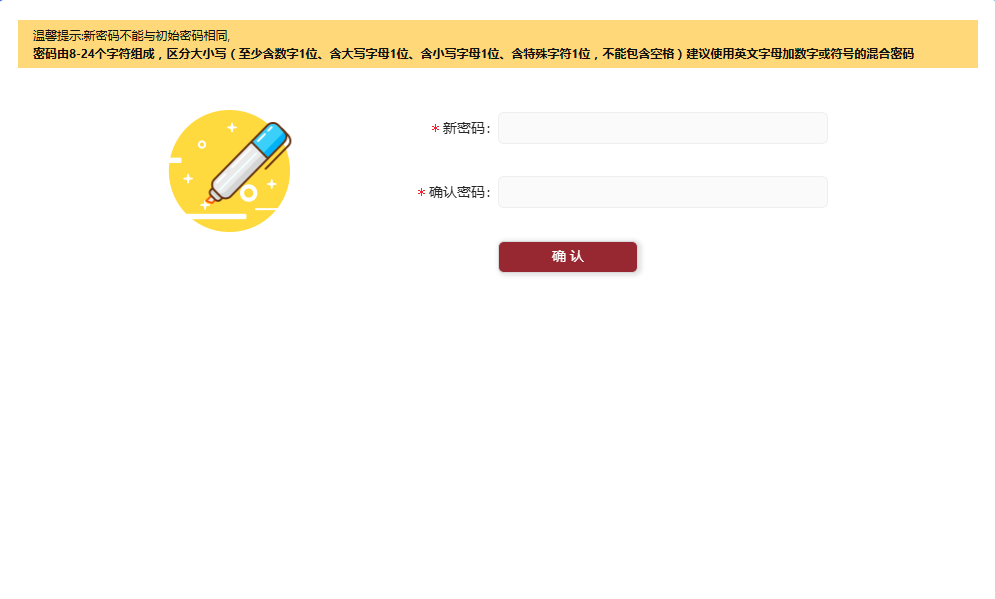 温馨提示:新密码不能与初始密码相同,
密码由8-24个字符组成，区分大小写（至少含数字1位、含大写字母1位、含小写字母1位、含特殊字符1位，不能包含空格）建议使用英文字母加数字或符号的混合密码
*新密码：
*确认密码：
确 认